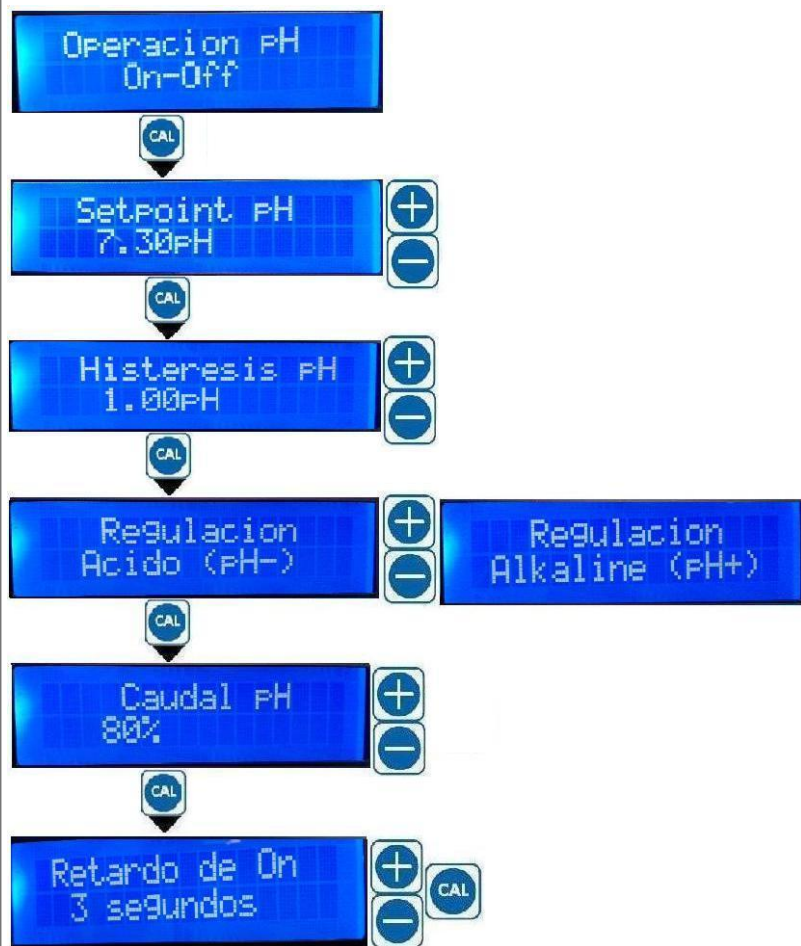 Operacion pH
On-Off
CAL
Setpoint pH
7.30pH
CAL
Histeresis pH
1.00pH
CAL
Regulacion
Acido (pH-)
Regulacion
Alkaline (pH+)
CAL
Caudal pH
80%
CAL
Retardo de On
3 segundos
CAL